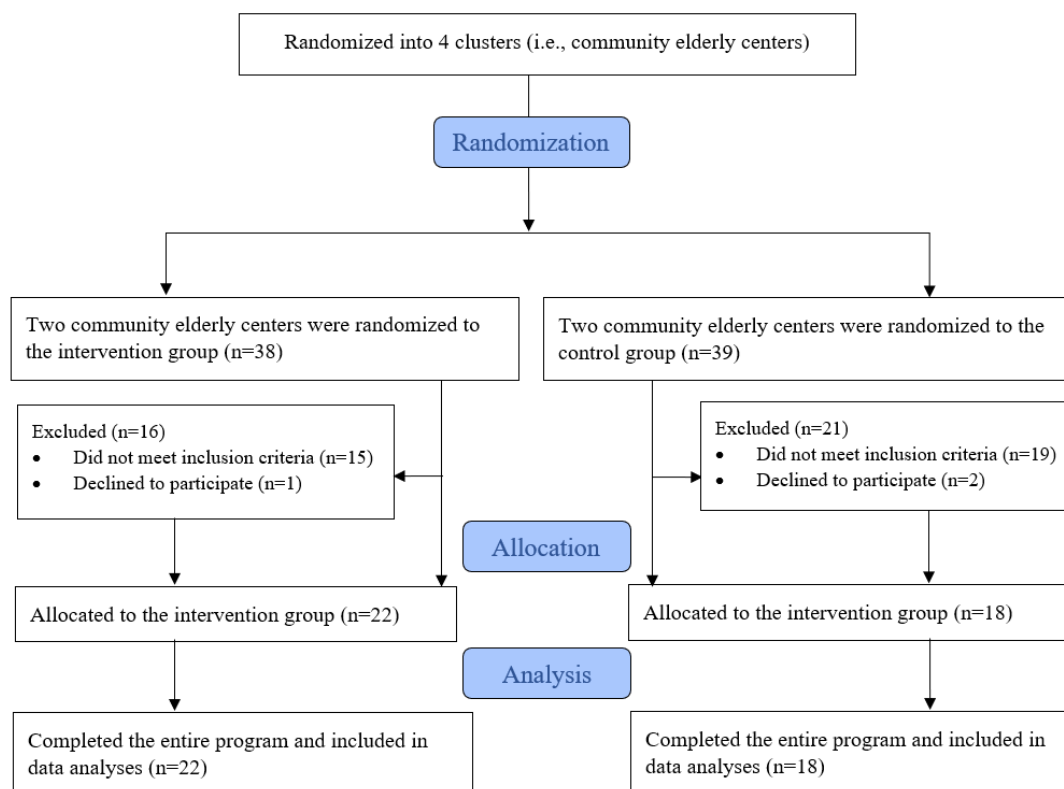 Randomized into 4 clusters (i.e., community elderly centers)
Randomization
Two community elderly centers were randomized to
the intervention group (n=38)
Two community elderly centers were randomized to the
control group (n=39)
Excluded (n=16)
• Did not meet inclusion criteria (n=15)
• Declined to participate (n=1)
Excluded (n=21)
• Did not meet inclusion criteria (n=19)
• Declined to participate (n=2)
Allocation
Allocated to the intervention group (n=22)
Allocated to the intervention group (n=18)
Analysis
Completed the entire program and included in
data analyses (n=22)
Completed the entire program and included in
data analyses (n=18)